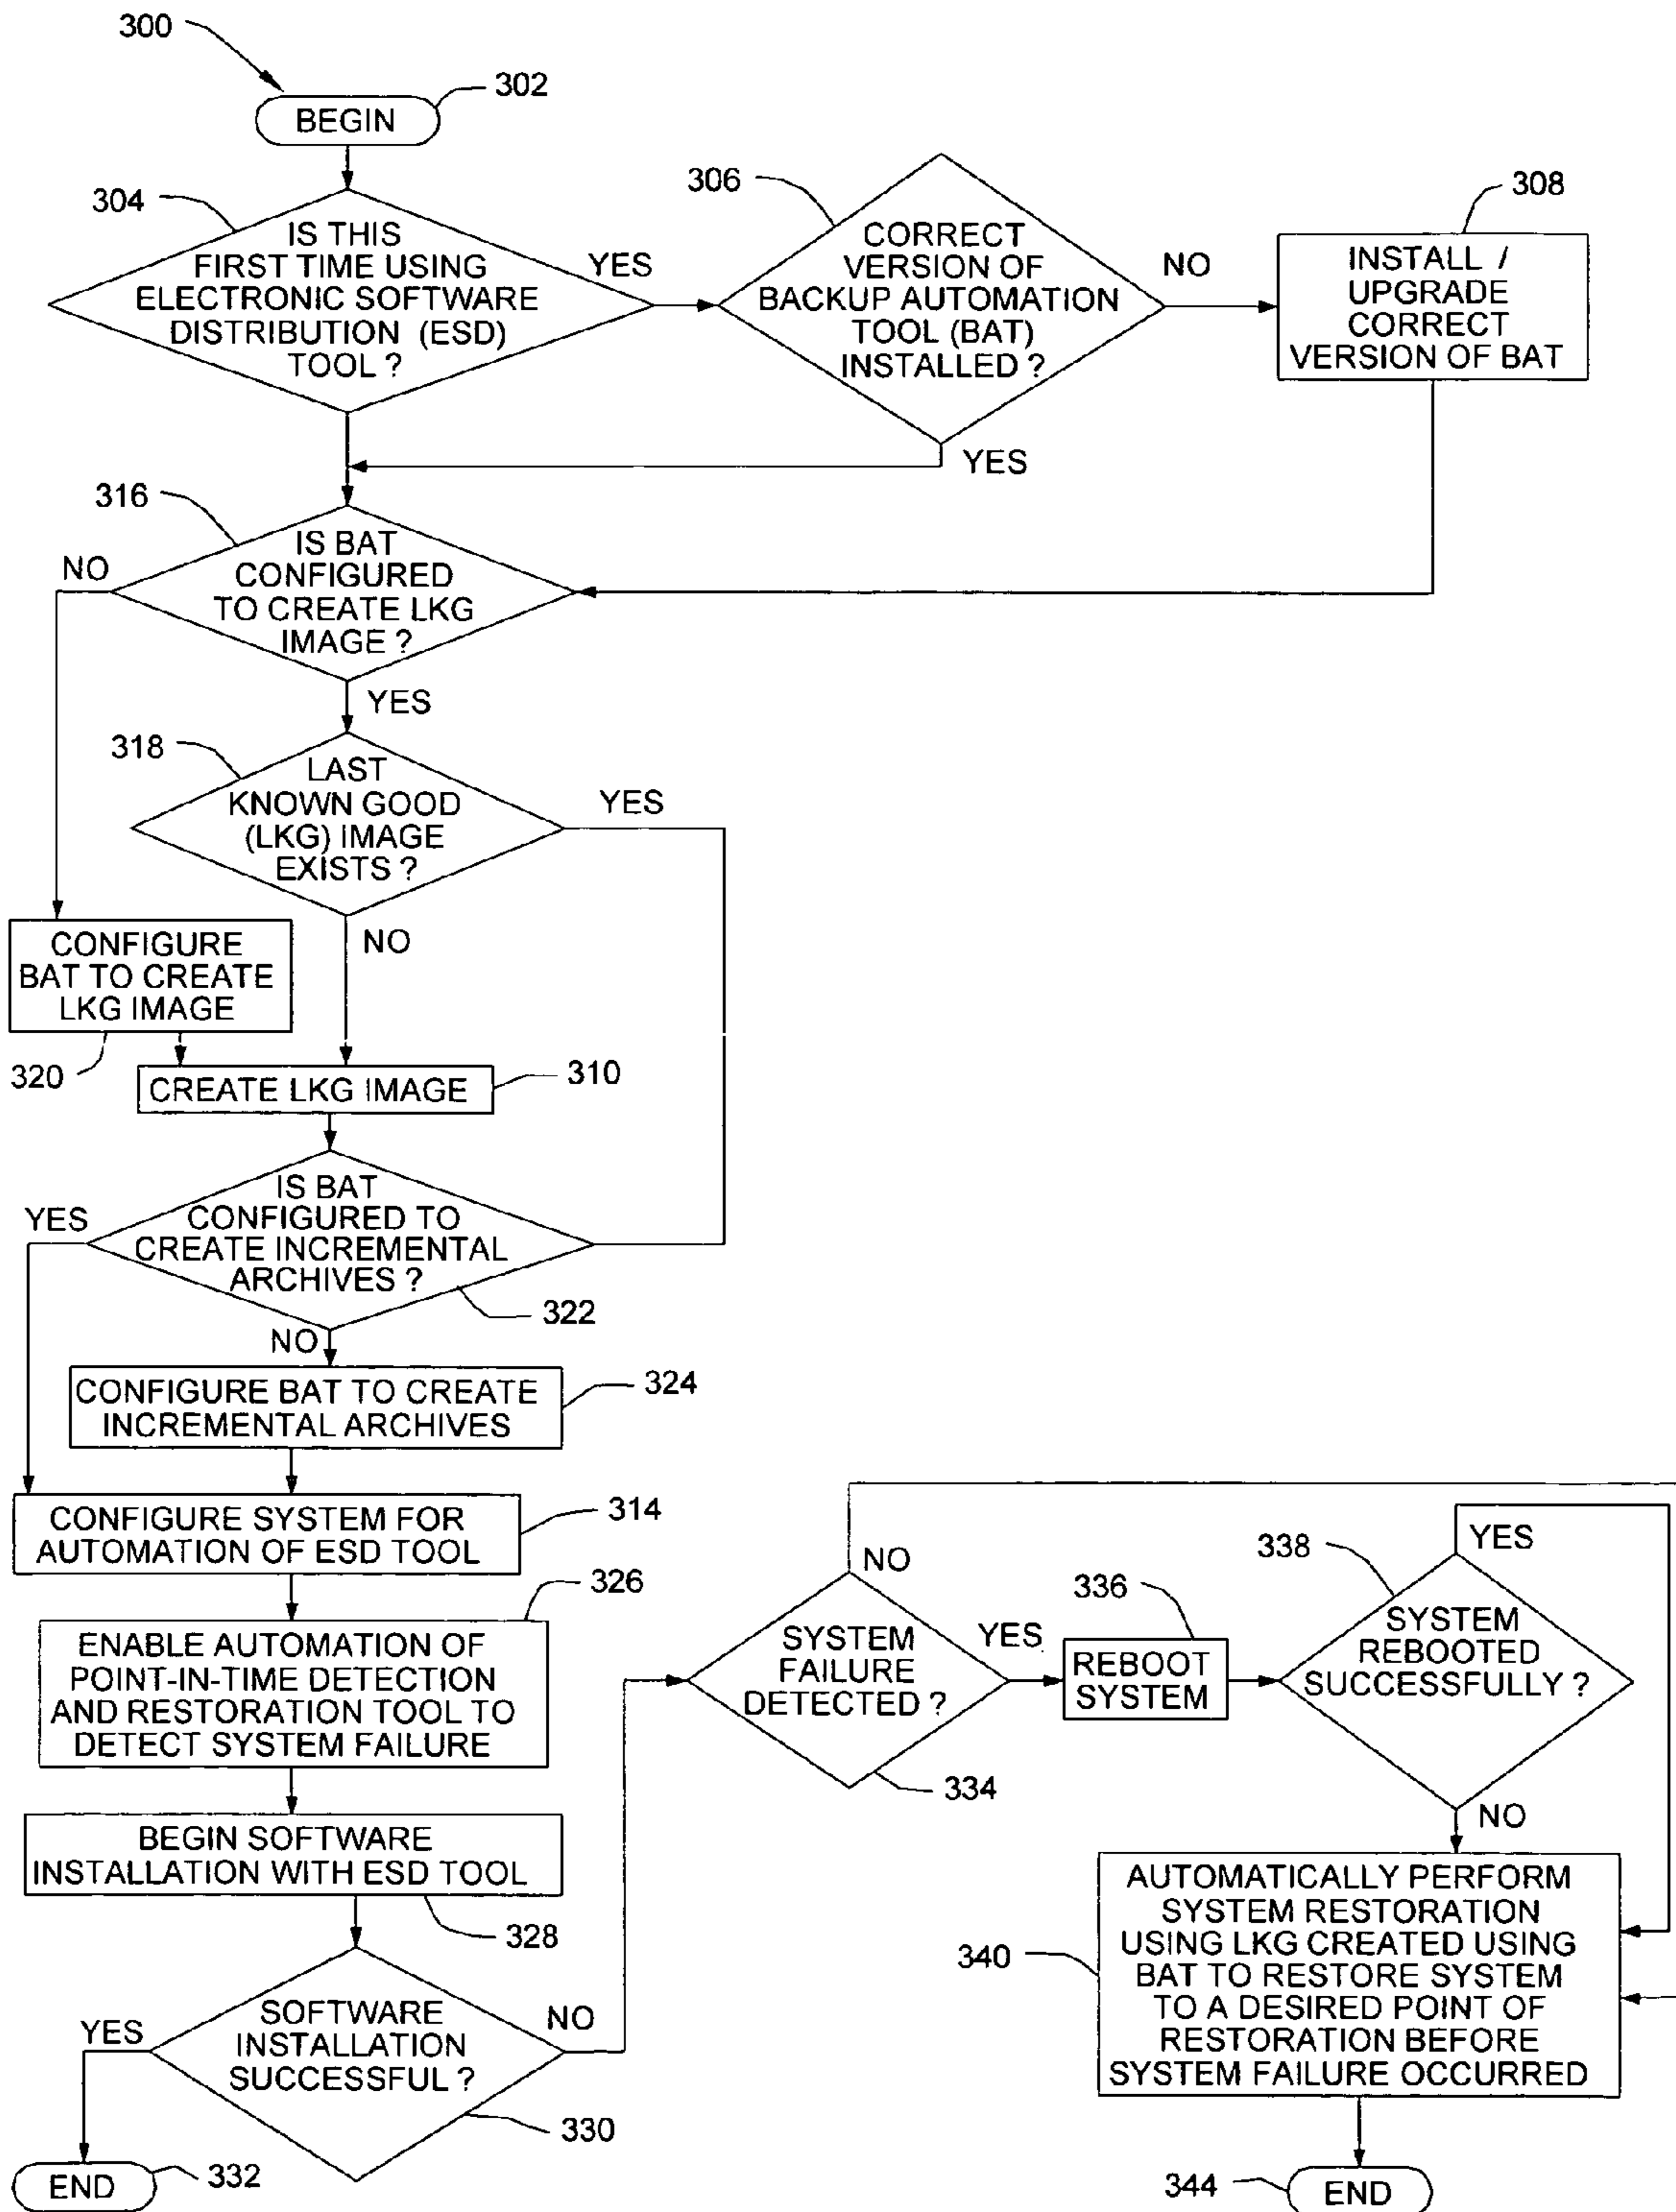 300
302
BEGIN
304
IS THIS
FIRST TIME USING
ELECTRONIC SOFTWARE
DISTRIBUTION (ESD)
TOOL ?
YES
306
CORRECT
VERSION OF
BACKUP AUTOMATION
TOOL (BAT)
INSTALLED ?
NO
YES
308
INSTALL /
UPGRADE
CORRECT
VERSION OF BAT
316
IS BAT
CONFIGURED
TO CREATE LKG
IMAGE ?
NO
YES
318
LAST
KNOWN GOOD
(LKG) IMAGE
EXISTS ?
YES
NO
CONFIGURE
BAT TO CREATE
LKG IMAGE
320
CREATE LKG IMAGE
310
IS BAT
CONFIGURED TO
CREATE INCREMENTAL
ARCHIVES ?
YES
322
NO
CONFIGURE BAT TO CREATE
INCREMENTAL ARCHIVES
324
CONFIGURE SYSTEM FOR
AUTOMATION OF ESD TOOL
314
326
ENABLE AUTOMATION OF
POINT-IN-TIME DETECTION
AND RESTORATION TOOL TO
DETECT SYSTEM FAILURE
BEGIN SOFTWARE
INSTALLATION WITH ESD TOOL
328
SOFTWARE
INSTALLATION
SUCCESSFUL ?
YES
NO
330
END
332
NO
SYSTEM
FAILURE
DETECTED ?
YES
334
336
REBOOT
SYSTEM
338
YES
SYSTEM
REBOOTED
SUCCESSFULLY ?
NO
340
AUTOMATICALLY PERFORM
SYSTEM RESTORATION
USING LKG CREATED USING
BAT TO RESTORE SYSTEM
TO A DESIRED POINT OF
RESTORATION BEFORE
SYSTEM FAILURE OCCURRED
344
END